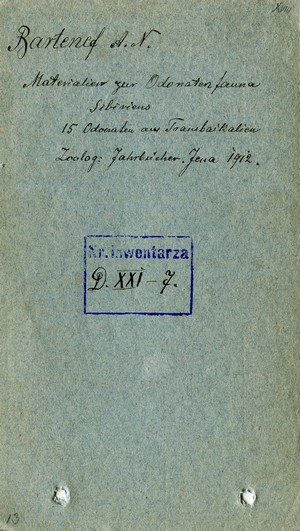 Bartenef A. N.
Materialien zur Odonatenfauna
Sibiriens
15 Odonaten aus Transbaikalien
Zoolog: Jahrbücher. Jena 1912.
Nr. inwentarza
D. XXI – 7.
13